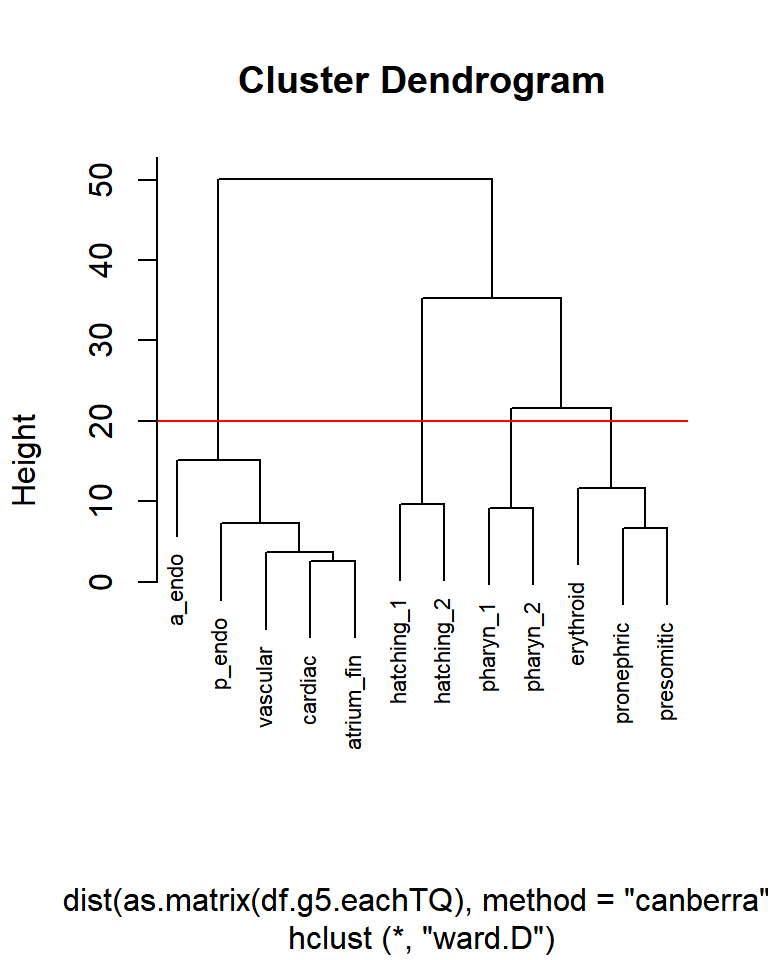 Cluster Dendrogram
Height
50
40
30
20
10
0
a_endo
p_endo
vascular
cardiac
atrium_fin
hatching_1
hatching_2
pharyn_1
pharyn_2
erythroid
pronephric
presomitic
dist(as.matrix(df.g5.eachTQ), method = "canberra"
hclust (*, "ward.D")